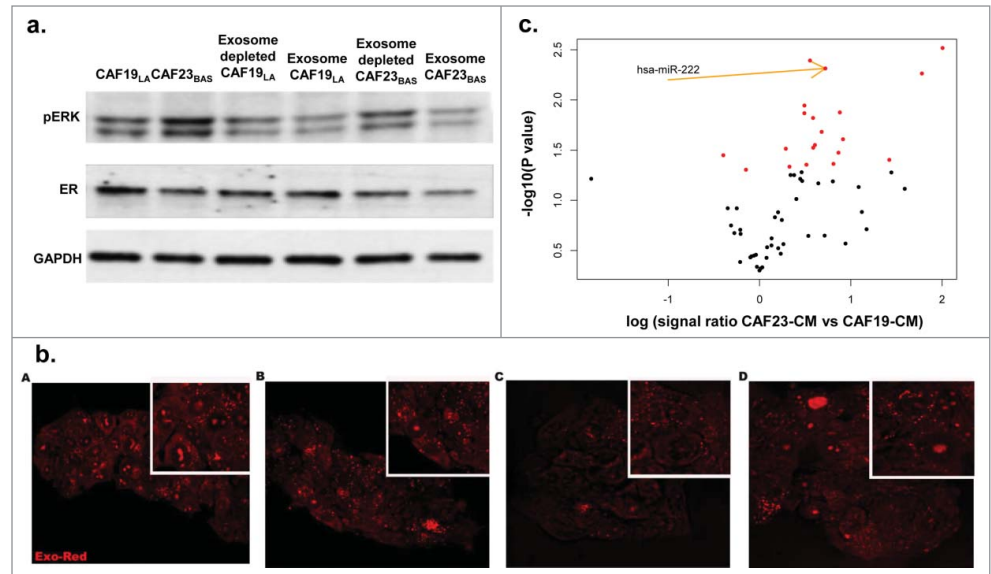 a.
CAF19LA CAF23BAS
Exosome
depleted
CAF19LA
Exosome
CAF19LA
Exosome
depleted
CAF23BAS
Exosome
CAF23BAS
pERK
ER
GAPDH
c.
hsa-miR-222
-log10(P value)
2.5
2.0
1.5
1.0
0.5
-1 0 1 2
log (signal ratio CAF23-CM vs CAF19-CM)
b.
A B C D
Exo-Red